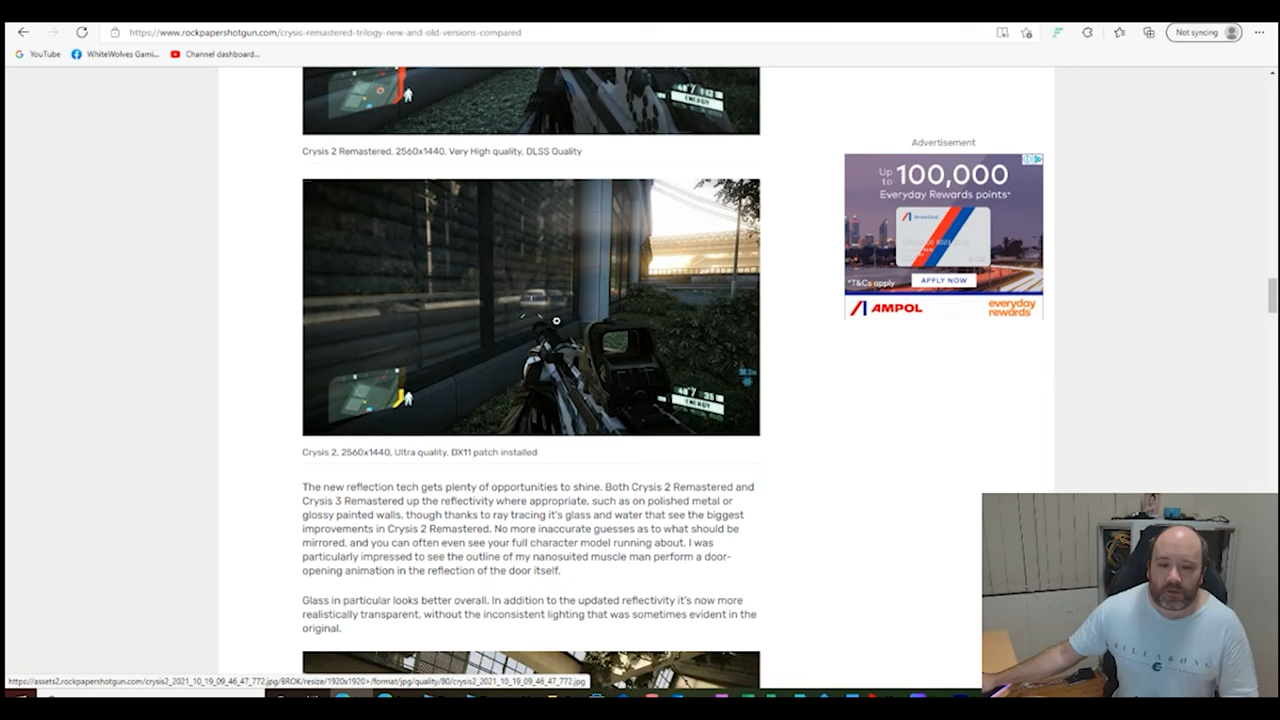 https://www.rockpapershotgun.com/crysis-remastered-trilogy-new-and-old-versions-compared
Not syncing
YouTube
WhiteWolves Gami...
Channel dashboard...
ENERGY
Crysis 2 Remastered, 2560x1440, Very High quality, DLSS Quality
Advertisement
Up to 100,000
Everyday Rewards points*
*T&Cs apply
APPLY NOW
AMPOL
everyday
rewards
35
ENERGY
Crysis 2, 2560x1440, Ultra quality, DX11 patch installed
The new reflection tech gets plenty of opportunities to shine. Both Crysis 2 Remastered and
Crysis 3 Remastered up the reflectivity where appropriate, such as on polished metal or
glossy painted walls, though thanks to ray tracing it's glass and water that see the biggest
improvements in Crysis 2 Remastered. No more inaccurate guesses as to what should be
mirrored, and you can often even see your full character model running about. I was
particularly impressed to see the outline of my nanosuited muscle man perform a door-
opening animation in the reflection of the door itself.
Glass in particular looks better overall. In addition to the updated reflectivity it's now more
realistically transparent, without the inconsistent lighting that was sometimes evident in the
original.
https://assets2.rockpapershotgun.com/crysis2_2021_10_19_09_46_47_772.jpg/BROK/resize/1920x1920>/format/jpg/quality/80/crysis2_2021_10_19_09_46_47_772.jpg
BILLABONG